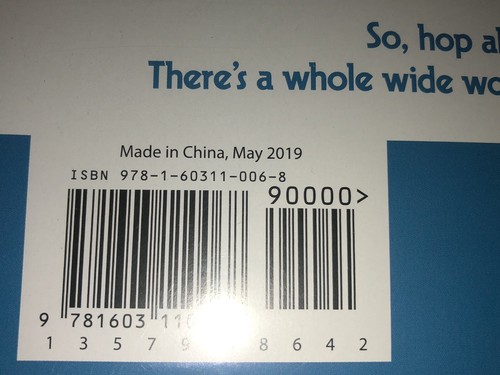 So, hop
There's a whole wide
Made in China, May 2019
ISBN 978-1-60311-006-8
90000>
9 781603 11
1 3 5 7 9 8 6 4 2